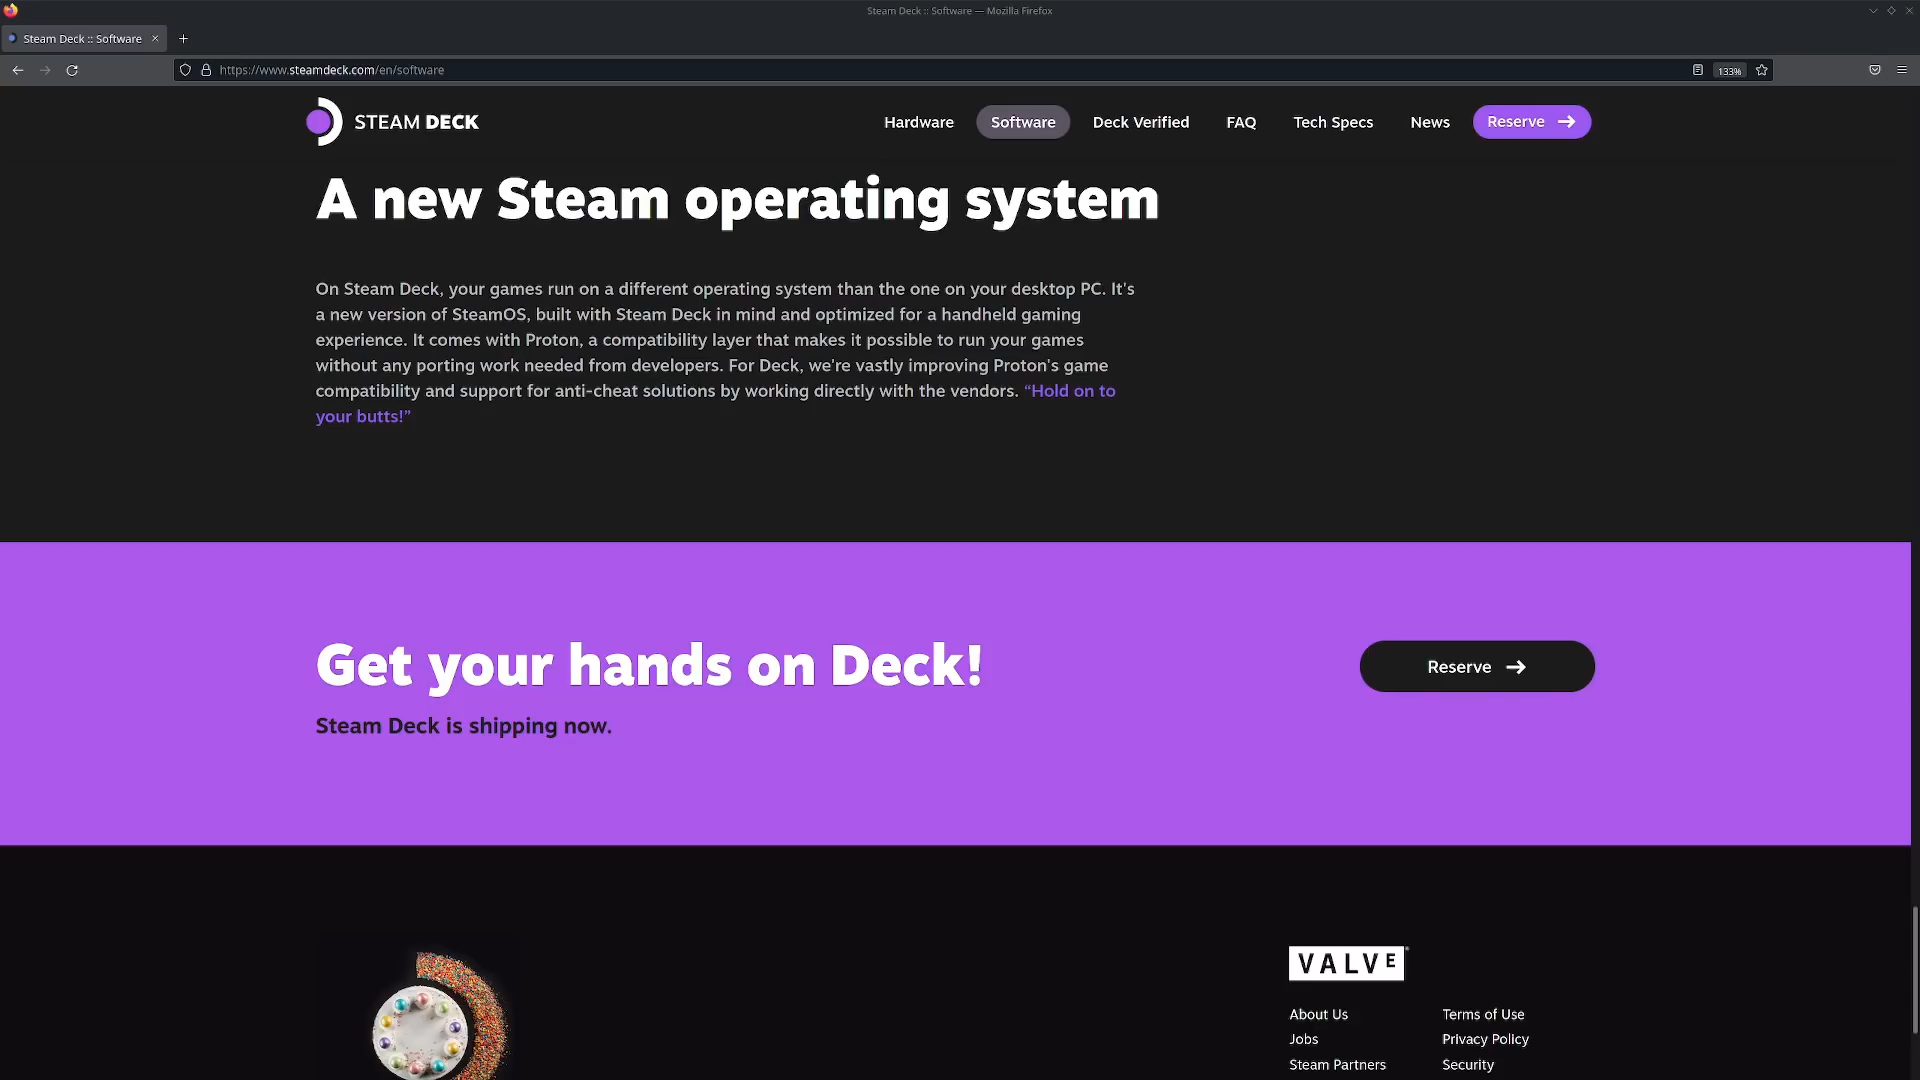 Steam Deck :: Software — Mozilla Firefox
Steam Deck :: Software
https://www.steamdeck.com/en/software
133%
STEAM DECK
Hardware
Software
Deck Verified
FAQ
Tech Specs
News
Reserve
A new Steam operating system
On Steam Deck, your games run on a different operating system than the one on your desktop PC. It's
a new version of SteamOS, built with Steam Deck in mind and optimized for a handheld gaming
experience. It comes with Proton, a compatibility layer that makes it possible to run your games
without any porting work needed from developers. For Deck, we're vastly improving Proton's game
compatibility and support for anti-cheat solutions by working directly with the vendors. “Hold on to
your butts!”
Get your hands on Deck!
Reserve
Steam Deck is shipping now.
VALVE
About Us
Terms of Use
Jobs
Privacy Policy
Steam Partners
Security